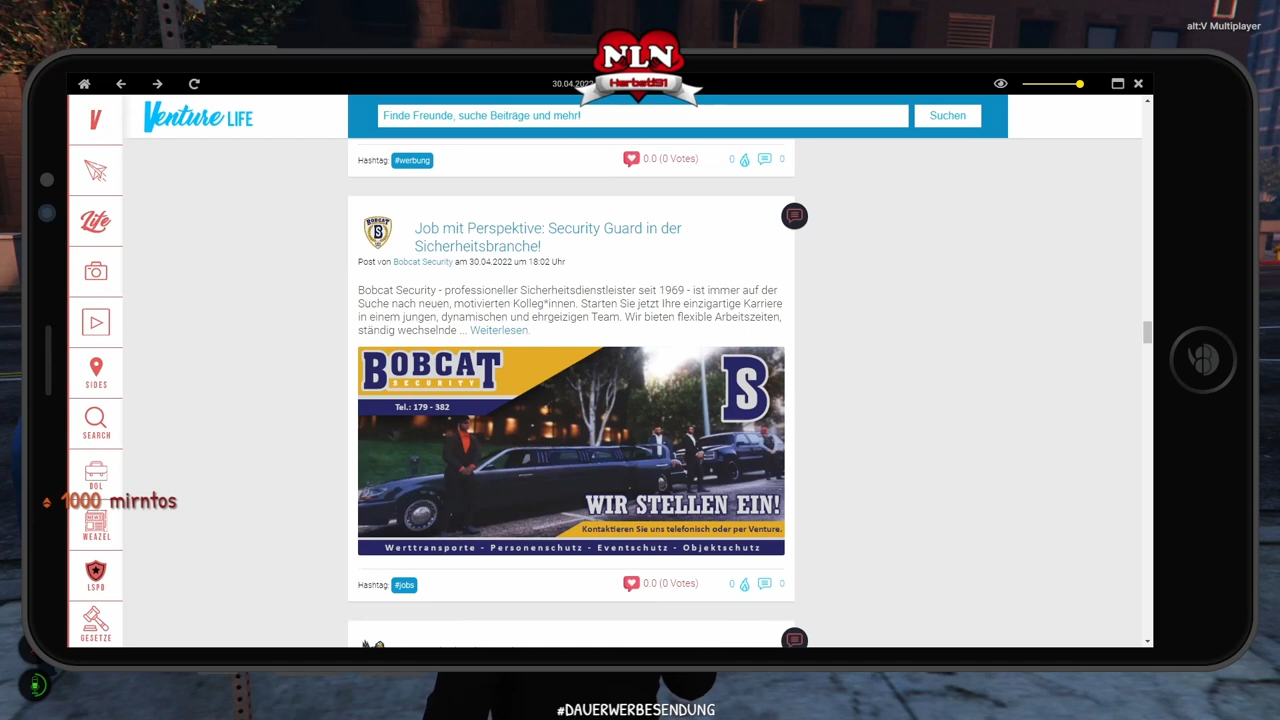 alt:V Multiplayer
NLN
Herbati91
30.04.2022
V
Venture LIFE
Finde Freunde, suche Beiträge und mehr!
Suchen
Life
SIDES
SEARCH
BOL
WEAZEL
LSPD
GESETZE
1000 mirntos
Hashtag: #werbung
0.0 (0 Votes)
0
0
BOBCAT
Job mit Perspektive: Security Guard in der
Sicherheitsbranche!
Post von Bobcat Security am 30.04.2022 um 18:02 Uhr
Bobcat Security - professioneller Sicherheitsdienstleister seit 1969 - ist immer auf der
Suche nach neuen, motivierten Kolleg*innen. Starten Sie jetzt Ihre einzigartige Karriere
in einem jungen, dynamischen und ehrgeizigen Team. Wir bieten flexible Arbeitszeiten,
ständig wechselnde ... Weiterlesen.
BOBCAT
SECURITY
Tel.: 179 - 382
WIR STELLEN EIN!
Kontaktieren Sie uns telefonisch oder per Venture.
Werttransporte - Personenschutz - Eventschutz - Objektschutz
Hashtag: #jobs
0.0 (0 Votes)
0
0
#DAUERWERBESENDUNG